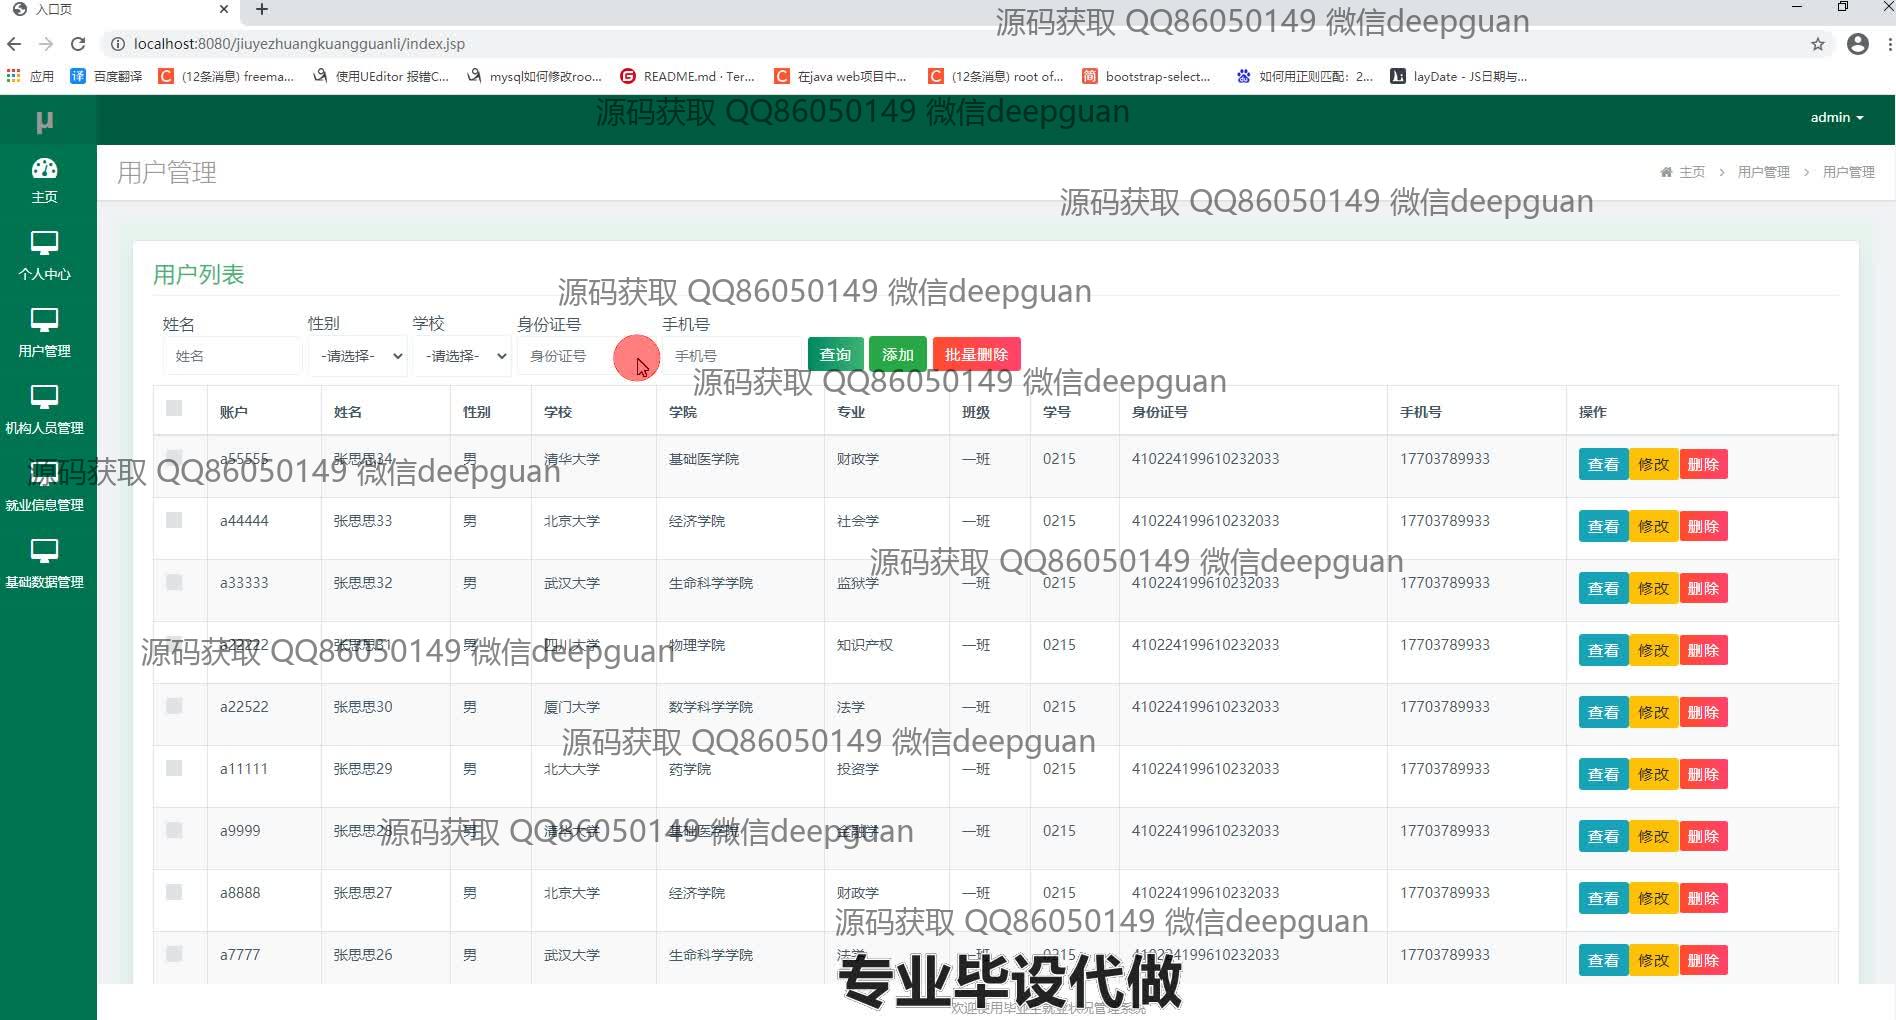 入口页
源码获取 QQ86050149 微信deepguan
localhost:8080/jiuyezhuangkuangguanli/index.jsp
应用 百度翻译 (12条消息) freema... 使用UEditor 报错C... mysql如何修改roo... README.md · Ter... 在java web项目中... (12条消息) root of... bootstrap-select... 如何用正则匹配：2... layDate - JS日期与...
源码获取 QQ86050149 微信deepguan
μ
admin
用户管理
主页 > 用户管理 > 用户管理
源码获取 QQ86050149 微信deepguan
主页
个人中心
用户管理
机构人员管理
就业信息管理
基础数据管理
用户列表
源码获取 QQ86050149 微信deepguan
姓名 性别 学校 身份证号 手机号
姓名 -请选择- -请选择- 身份证号 手机号 查询 添加 批量删除
源码获取 QQ86050149 微信deepguan
账户 姓名 性别 学校 学院 专业 班级 学号 身份证号 手机号 操作
a55555 张思思34 男 清华大学 基础医学院 财政学 一班 0215 410224199610232033 17703789933 查看 修改 删除
源码获取 QQ86050149 微信deepguan
a44444 张思思33 男 北京大学 经济学院 社会学 一班 0215 410224199610232033 17703789933 查看 修改 删除
源码获取 QQ86050149 微信deepguan
a33333 张思思32 男 武汉大学 生命科学学院 监狱学 一班 0215 410224199610232033 17703789933 查看 修改 删除
a22222 张思思31 男 四川大学 物理学院 知识产权 一班 0215 410224199610232033 17703789933 查看 修改 删除
源码获取 QQ86050149 微信deepguan
a22522 张思思30 男 厦门大学 数学科学学院 法学 一班 0215 410224199610232033 17703789933 查看 修改 删除
源码获取 QQ86050149 微信deepguan
a11111 张思思29 男 北大大学 药学院 投资学 一班 0215 410224199610232033 17703789933 查看 修改 删除
a9999 张思思28 男 清华大学 基础医学院 金融学 一班 0215 410224199610232033 17703789933 查看 修改 删除
源码获取 QQ86050149 微信deepguan
a8888 张思思27 男 北京大学 经济学院 财政学 一班 0215 410224199610232033 17703789933 查看 修改 删除
源码获取 QQ86050149 微信deepguan
a7777 张思思26 男 武汉大学 生命科学学院 法学 一班 0215 410224199610232033 17703789933 查看 修改 删除
专业毕设代做
欢迎使用毕业生就业状况管理系统